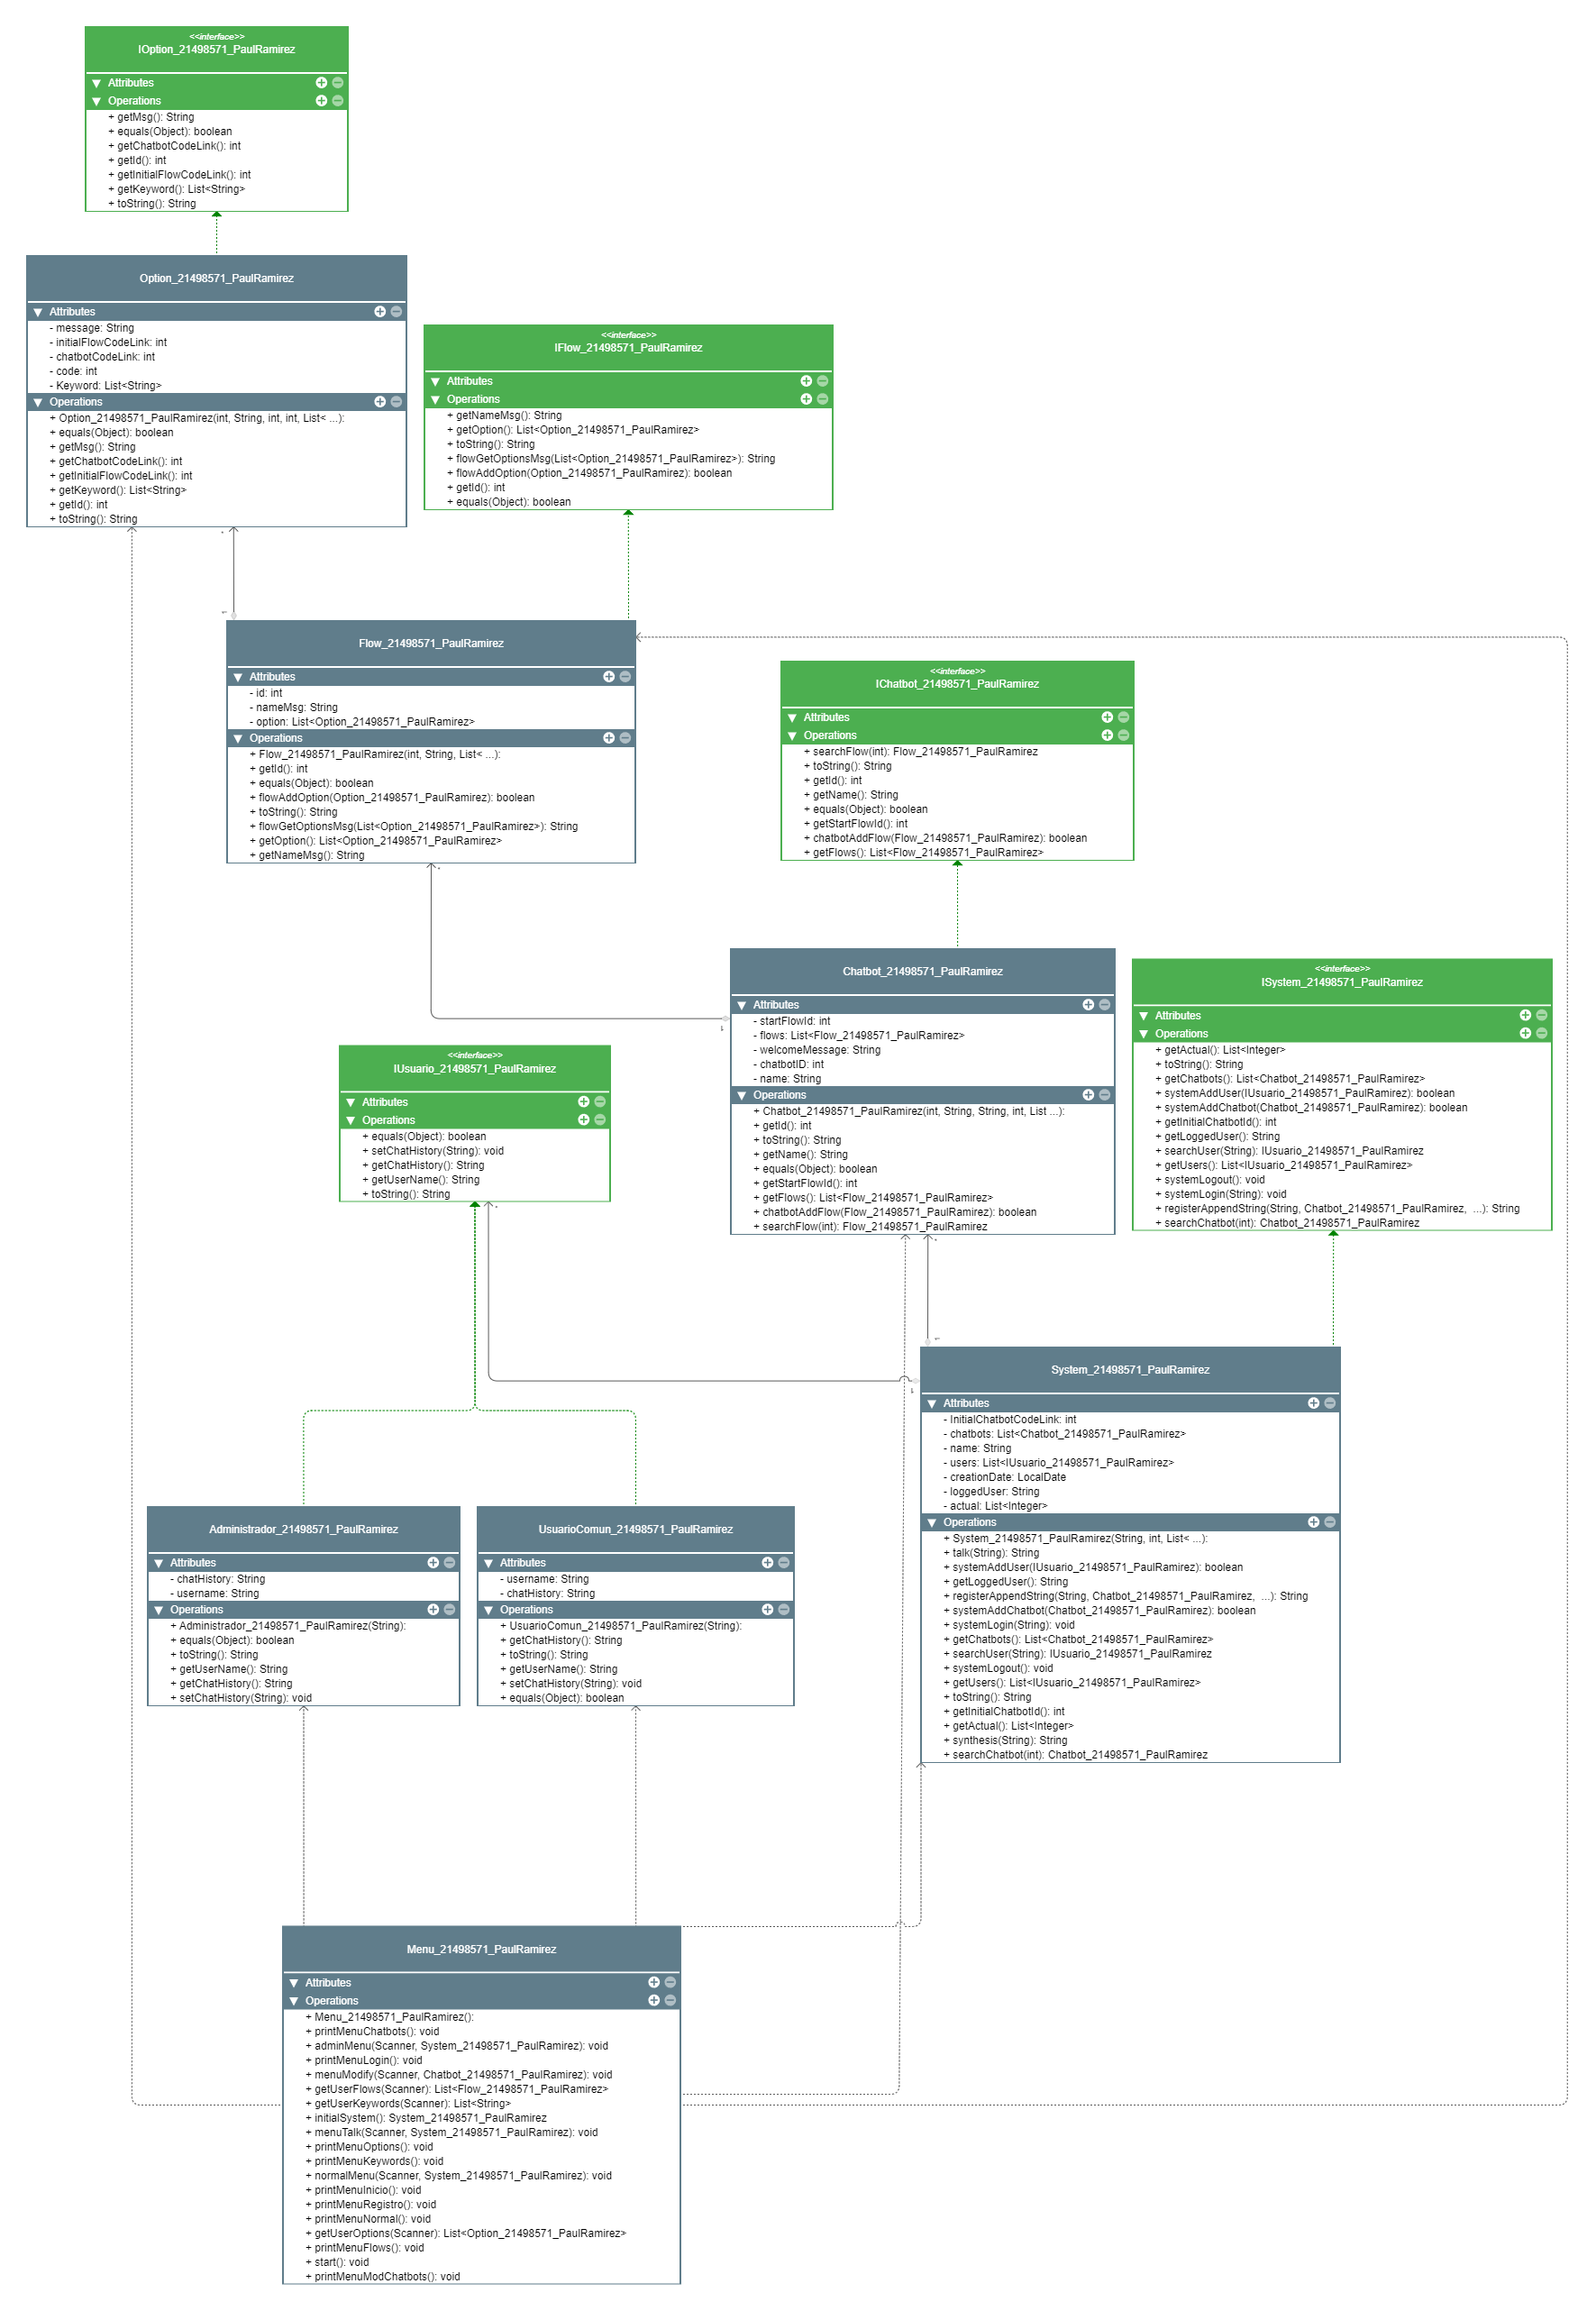 <<interface>>
IOption_21498571_PaulRamirez
Attributes
Operations
+ getMsg(): String
+ equals(Object): boolean
+ getChatbotCodeLink(): int
+ getId(): int
+ getInitialFlowCodeLink(): int
+ getKeyword(): List<String>
+ toString(): String
Option_21498571_PaulRamirez
Attributes
- message: String
- initialFlowCodeLink: int
- chatbotCodeLink: int
- code: int
- Keyword: List<String>
Operations
+ Option_21498571_PaulRamirez(int, String, int, int, List< ...):
+ equals(Object): boolean
+ getMsg(): String
+ getChatbotCodeLink(): int
+ getInitialFlowCodeLink(): int
+ getKeyword(): List<String>
+ getId(): int
+ toString(): String
<<interface>>
IFlow_21498571_PaulRamirez
Attributes
Operations
+ getNameMsg(): String
+ getOption(): List<Option_21498571_PaulRamirez>
+ toString(): String
+ flowGetOptionsMsg(List<Option_21498571_PaulRamirez>): String
+ flowAddOption(Option_21498571_PaulRamirez): boolean
+ getId(): int
+ equals(Object): boolean
Flow_21498571_PaulRamirez
Attributes
- id: int
- nameMsg: String
- option: List<Option_21498571_PaulRamirez>
Operations
+ Flow_21498571_PaulRamirez(int, String, List< ...):
+ getId(): int
+ equals(Object): boolean
+ flowAddOption(Option_21498571_PaulRamirez): boolean
+ toString(): String
+ flowGetOptionsMsg(List<Option_21498571_PaulRamirez>): String
+ getOption(): List<Option_21498571_PaulRamirez>
+ getNameMsg(): String
<<interface>>
IChatbot_21498571_PaulRamirez
Attributes
Operations
+ searchFlow(int): Flow_21498571_PaulRamirez
+ toString(): String
+ getId(): int
+ getName(): String
+ equals(Object): boolean
+ getStartFlowId(): int
+ chatbotAddFlow(Flow_21498571_PaulRamirez): boolean
+ getFlows(): List<Flow_21498571_PaulRamirez>
Chatbot_21498571_PaulRamirez
Attributes
- startFlowId: int
- flows: List<Flow_21498571_PaulRamirez>
- welcomeMessage: String
- chatbotID: int
- name: String
Operations
+ Chatbot_21498571_PaulRamirez(int, String, String, int, List ...):
+ getId(): int
+ toString(): String
+ getName(): String
+ equals(Object): boolean
+ getStartFlowId(): int
+ getFlows(): List<Flow_21498571_PaulRamirez>
+ chatbotAddFlow(Flow_21498571_PaulRamirez): boolean
+ searchFlow(int): Flow_21498571_PaulRamirez
<<interface>>
ISystem_21498571_PaulRamirez
Attributes
Operations
+ getActual(): List<Integer>
+ toString(): String
+ getChatbots(): List<Chatbot_21498571_PaulRamirez>
+ systemAddUser(IUsuario_21498571_PaulRamirez): boolean
+ systemAddChatbot(Chatbot_21498571_PaulRamirez): boolean
+ getInitialChatbotId(): int
+ getLoggedUser(): String
+ searchUser(String): IUsuario_21498571_PaulRamirez
+ getUsers(): List<IUsuario_21498571_PaulRamirez>
+ systemLogout(): void
+ systemLogin(String): void
+ registerAppendString(String, Chatbot_21498571_PaulRamirez, ...): String
+ searchChatbot(int): Chatbot_21498571_PaulRamirez
<<interface>>
IUsuario_21498571_PaulRamirez
Attributes
Operations
+ equals(Object): boolean
+ setChatHistory(String): void
+ getChatHistory(): String
+ getUserName(): String
+ toString(): String
System_21498571_PaulRamirez
Attributes
- InitialChatbotCodeLink: int
- chatbots: List<Chatbot_21498571_PaulRamirez>
- name: String
- users: List<IUsuario_21498571_PaulRamirez>
- creationDate: LocalDate
- loggedUser: String
- actual: List<Integer>
Operations
+ System_21498571_PaulRamirez(String, int, List< ...):
+ talk(String): String
+ systemAddUser(IUsuario_21498571_PaulRamirez): boolean
+ getLoggedUser(): String
+ registerAppendString(String, Chatbot_21498571_PaulRamirez, ...): String
+ systemAddChatbot(Chatbot_21498571_PaulRamirez): boolean
+ systemLogin(String): void
+ getChatbots(): List<Chatbot_21498571_PaulRamirez>
+ searchUser(String): IUsuario_21498571_PaulRamirez
+ systemLogout(): void
+ getUsers(): List<IUsuario_21498571_PaulRamirez>
+ toString(): String
+ getInitialChatbotId(): int
+ getActual(): List<Integer>
+ synthesis(String): String
+ searchChatbot(int): Chatbot_21498571_PaulRamirez
Administrador_21498571_PaulRamirez
Attributes
- chatHistory: String
- username: String
Operations
+ Administrador_21498571_PaulRamirez(String):
+ equals(Object): boolean
+ toString(): String
+ getUserName(): String
+ getChatHistory(): String
+ setChatHistory(String): void
UsuarioComun_21498571_PaulRamirez
Attributes
- username: String
- chatHistory: String
Operations
+ UsuarioComun_21498571_PaulRamirez(String):
+ getChatHistory(): String
+ toString(): String
+ getUserName(): String
+ setChatHistory(String): void
+ equals(Object): boolean
Menu_21498571_PaulRamirez
Attributes
Operations
+ Menu_21498571_PaulRamirez():
+ printMenuChatbots(): void
+ adminMenu(Scanner, System_21498571_PaulRamirez): void
+ printMenuLogin(): void
+ menuModify(Scanner, Chatbot_21498571_PaulRamirez): void
+ getUserFlows(Scanner): List<Flow_21498571_PaulRamirez>
+ getUserKeywords(Scanner): List<String>
+ initialSystem(): System_21498571_PaulRamirez
+ menuTalk(Scanner, System_21498571_PaulRamirez): void
+ printMenuOptions(): void
+ printMenuKeywords(): void
+ normalMenu(Scanner, System_21498571_PaulRamirez): void
+ printMenuInicio(): void
+ printMenuRegistro(): void
+ printMenuNormal(): void
+ getUserOptions(Scanner): List<Option_21498571_PaulRamirez>
+ printMenuFlows(): void
+ start(): void
+ printMenuModChatbots(): void